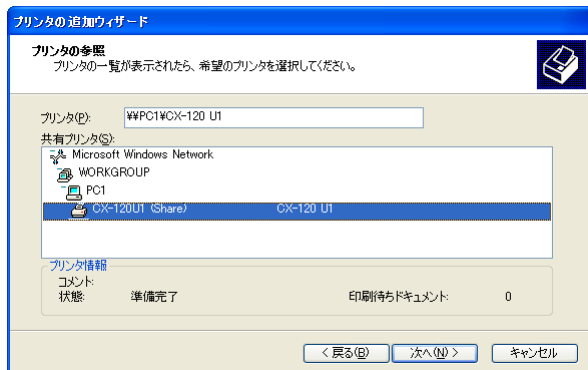 プリンタの追加ウィザード
プリンタの参照
プリンタの一覧が表示されたら、希望のプリンタを選択してください。
プリンタ(P): ¥¥PC1¥CX-120 U1
共有プリンタ(S):
Microsoft Windows Network
WORKGROUP
PC1
CX-120U1 (Share) CX-120 U1
プリンタ情報
コメント:
状態: 準備完了 印刷待ちドキュメント: 0
< 戻る(B) 次へ(N) > キャンセル